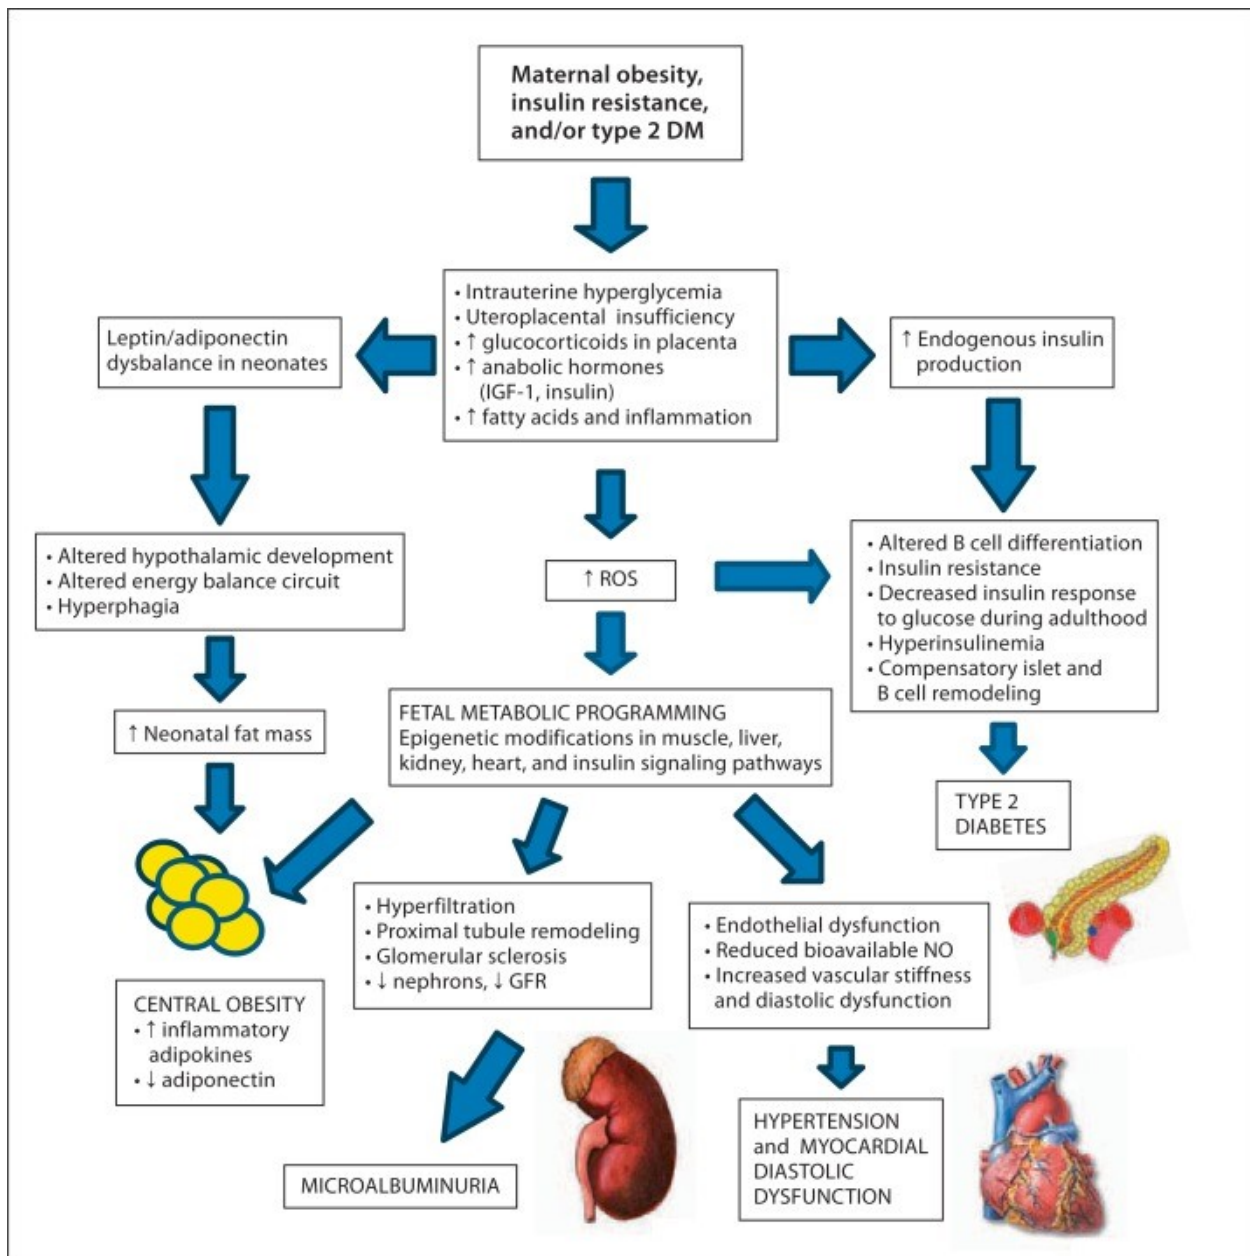 Maternal obesity,
insulin resistance,
and/or type 2 DM
• Intrauterine hyperglycemia
• Uteroplacental insufficiency
• ↑ glucocorticoids in placenta
• ↑ anabolic hormones
(IGF-1, insulin)
• ↑ fatty acids and inflammation
Leptin/adiponectin
dysbalance in neonates
↑ Endogenous insulin
production
• Altered hypothalamic development
• Altered energy balance circuit
• Hyperphagia
↑ ROS
• Altered B cell differentiation
• Insulin resistance
• Decreased insulin response
to glucose during adulthood
• Hyperinsulinemia
• Compensatory islet and
B cell remodeling
↑ Neonatal fat mass
FETAL METABOLIC PROGRAMMING
Epigenetic modifications in muscle, liver,
kidney, heart, and insulin signaling pathways
TYPE 2
DIABETES
• Hyperfiltration
• Proximal tubule remodeling
• Glomerular sclerosis
• ↓ nephrons, ↓ GFR
• Endothelial dysfunction
• Reduced bioavailable NO
• Increased vascular stiffness
and diastolic dysfunction
CENTRAL OBESITY
• ↑ inflammatory
adipokines
• ↓ adiponectin
MICROALBUMINURIA
HYPERTENSION
and MYOCARDIAL
DIASTOLIC
DYSFUNCTION